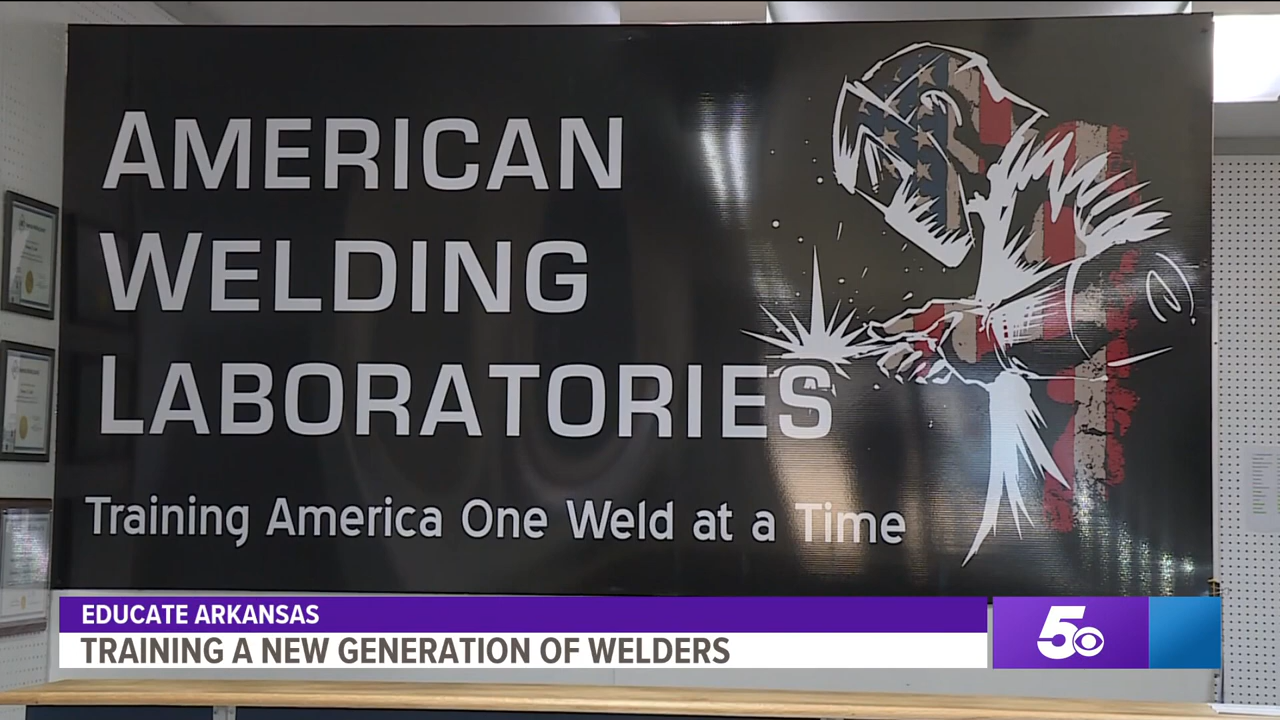 AMERICAN
WELDING
LABORATORIES
Training America One Weld at a Time
EDUCATE ARKANSAS
TRAINING A NEW GENERATION OF WELDERS
5